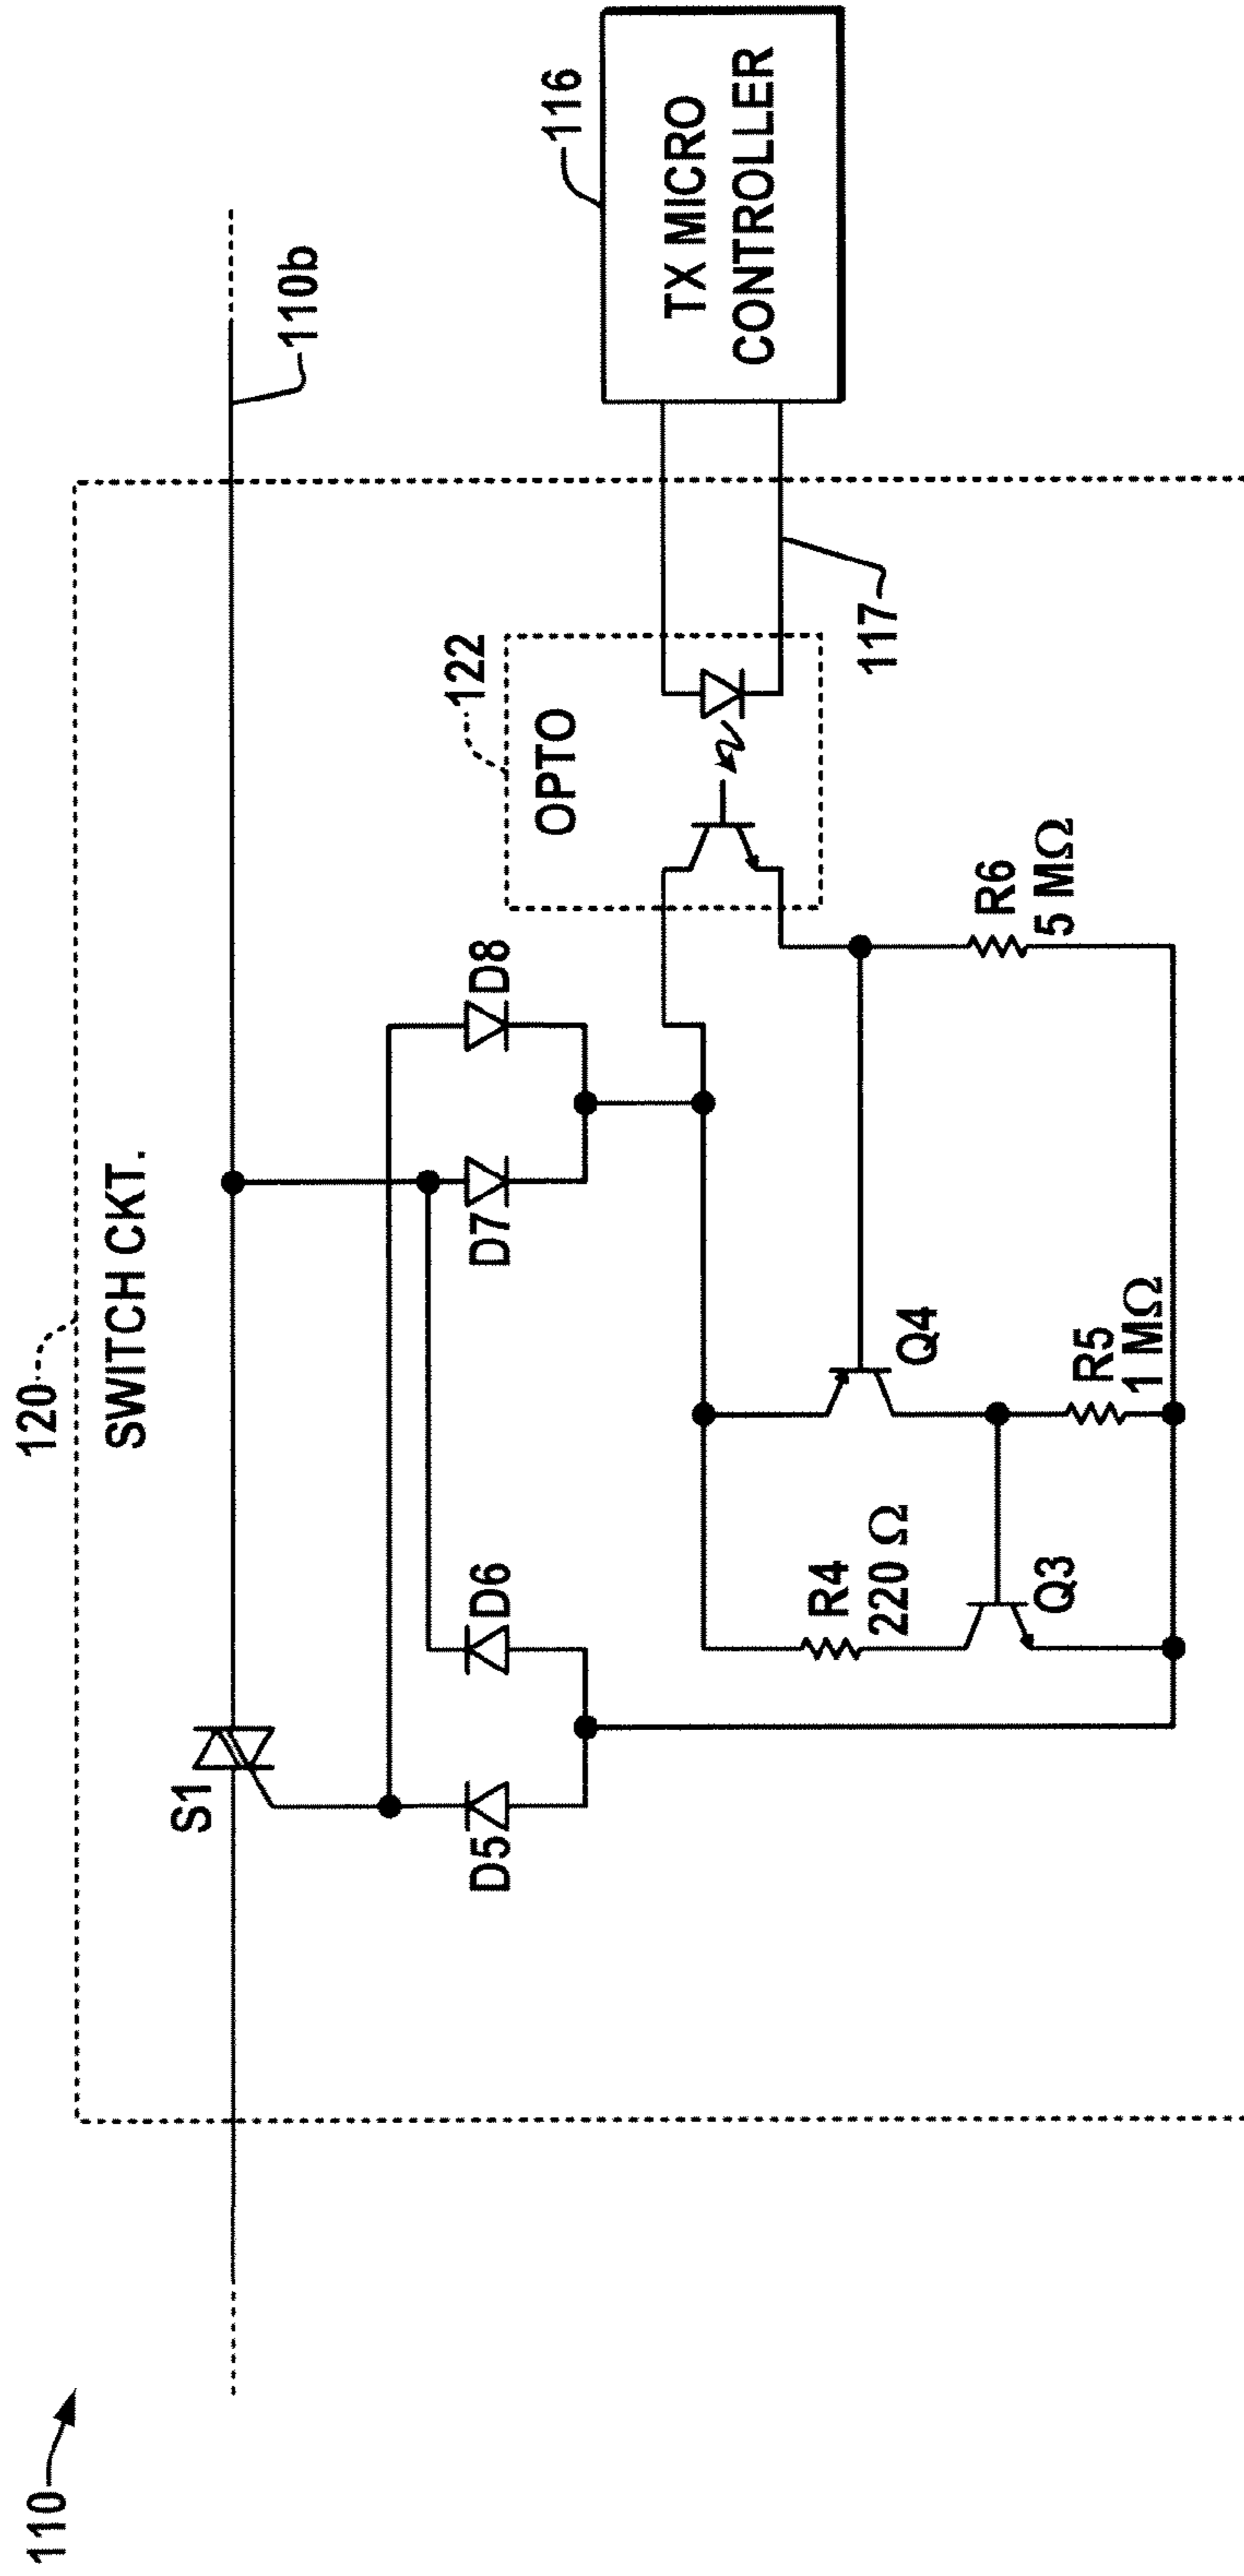 110
120
SWITCH CKT.
S1
110b
D5
D6
D7
D8
OPTO
122
116
TX MICRO
CONTROLLER
117
R4
220 Ω
Q3
Q4
R5
1 MΩ
R6
5 MΩ